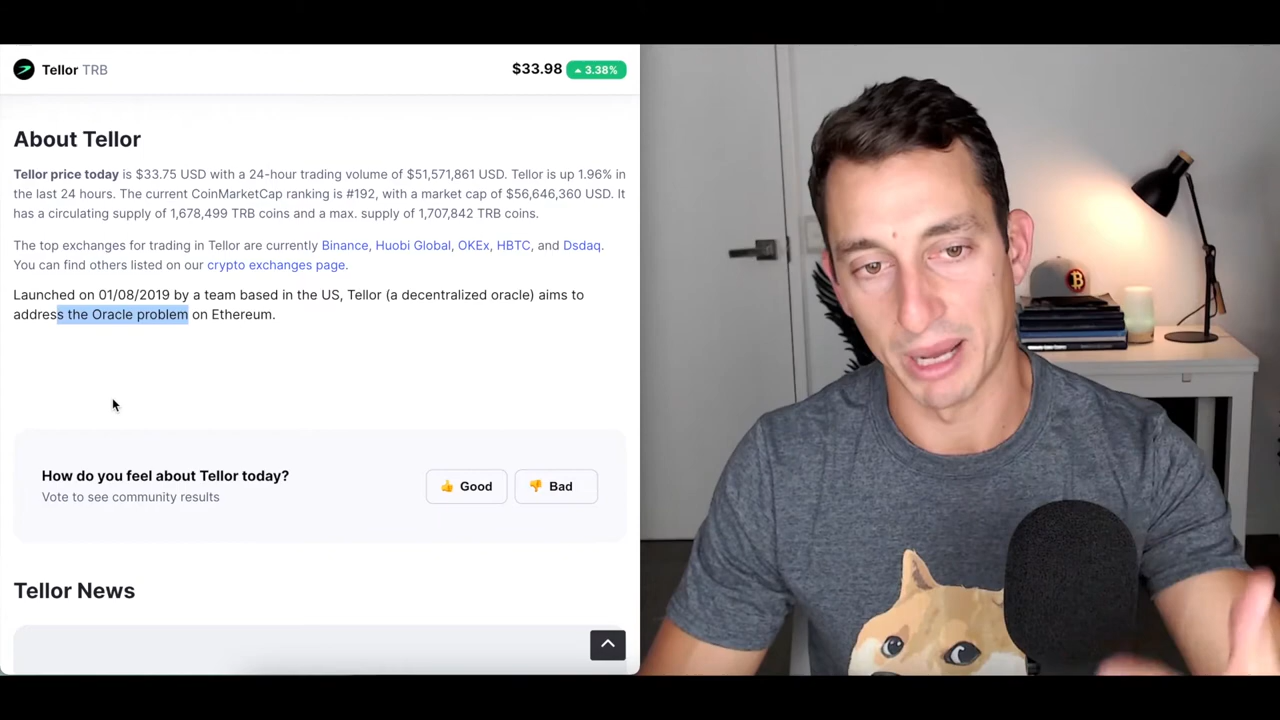 Tellor TRB
$33.98 3.38%
About Tellor
Tellor price today is $33.75 USD with a 24-hour trading volume of $51,571,861 USD. Tellor is up 1.96% in
the last 24 hours. The current CoinMarketCap ranking is #192, with a market cap of $56,646,360 USD. It
has a circulating supply of 1,678,499 TRB coins and a max. supply of 1,707,842 TRB coins.
The top exchanges for trading in Tellor are currently Binance, Huobi Global, OKEx, HBTC, and Dsdaq.
You can find others listed on our crypto exchanges page.
Launched on 01/08/2019 by a team based in the US, Tellor (a decentralized oracle) aims to
address the Oracle problem on Ethereum.
How do you feel about Tellor today?
Vote to see community results
👍 Good
👎 Bad
Tellor News